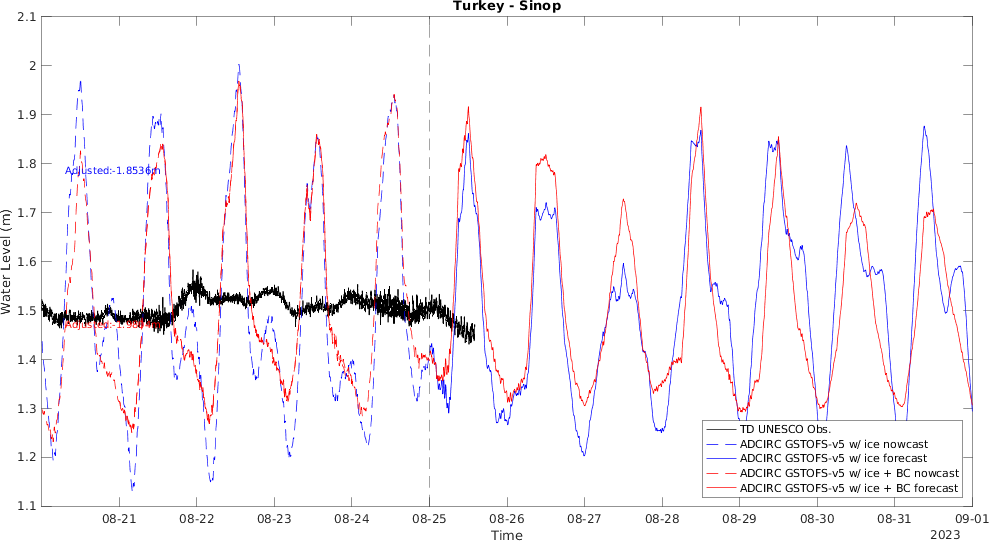 Turkey - Sinop
2.1
2
1.9
1.8
1.7
1.6
1.5
1.4
1.3
1.2
1.1
Water Level (m)
Adjusted:-1.8536m
TD UNESCO Obs.
ADCIRC GSTOFS-v5 w/ ice nowcast
ADCIRC GSTOFS-v5 w/ ice forecast
ADCIRC GSTOFS-v5 w/ ice + BC nowcast
ADCIRC GSTOFS-v5 w/ ice + BC forecast
08-21 08-22 08-23 08-24 08-25 08-26 08-27 08-28 08-29 08-30 08-31 09-01
Time
2023